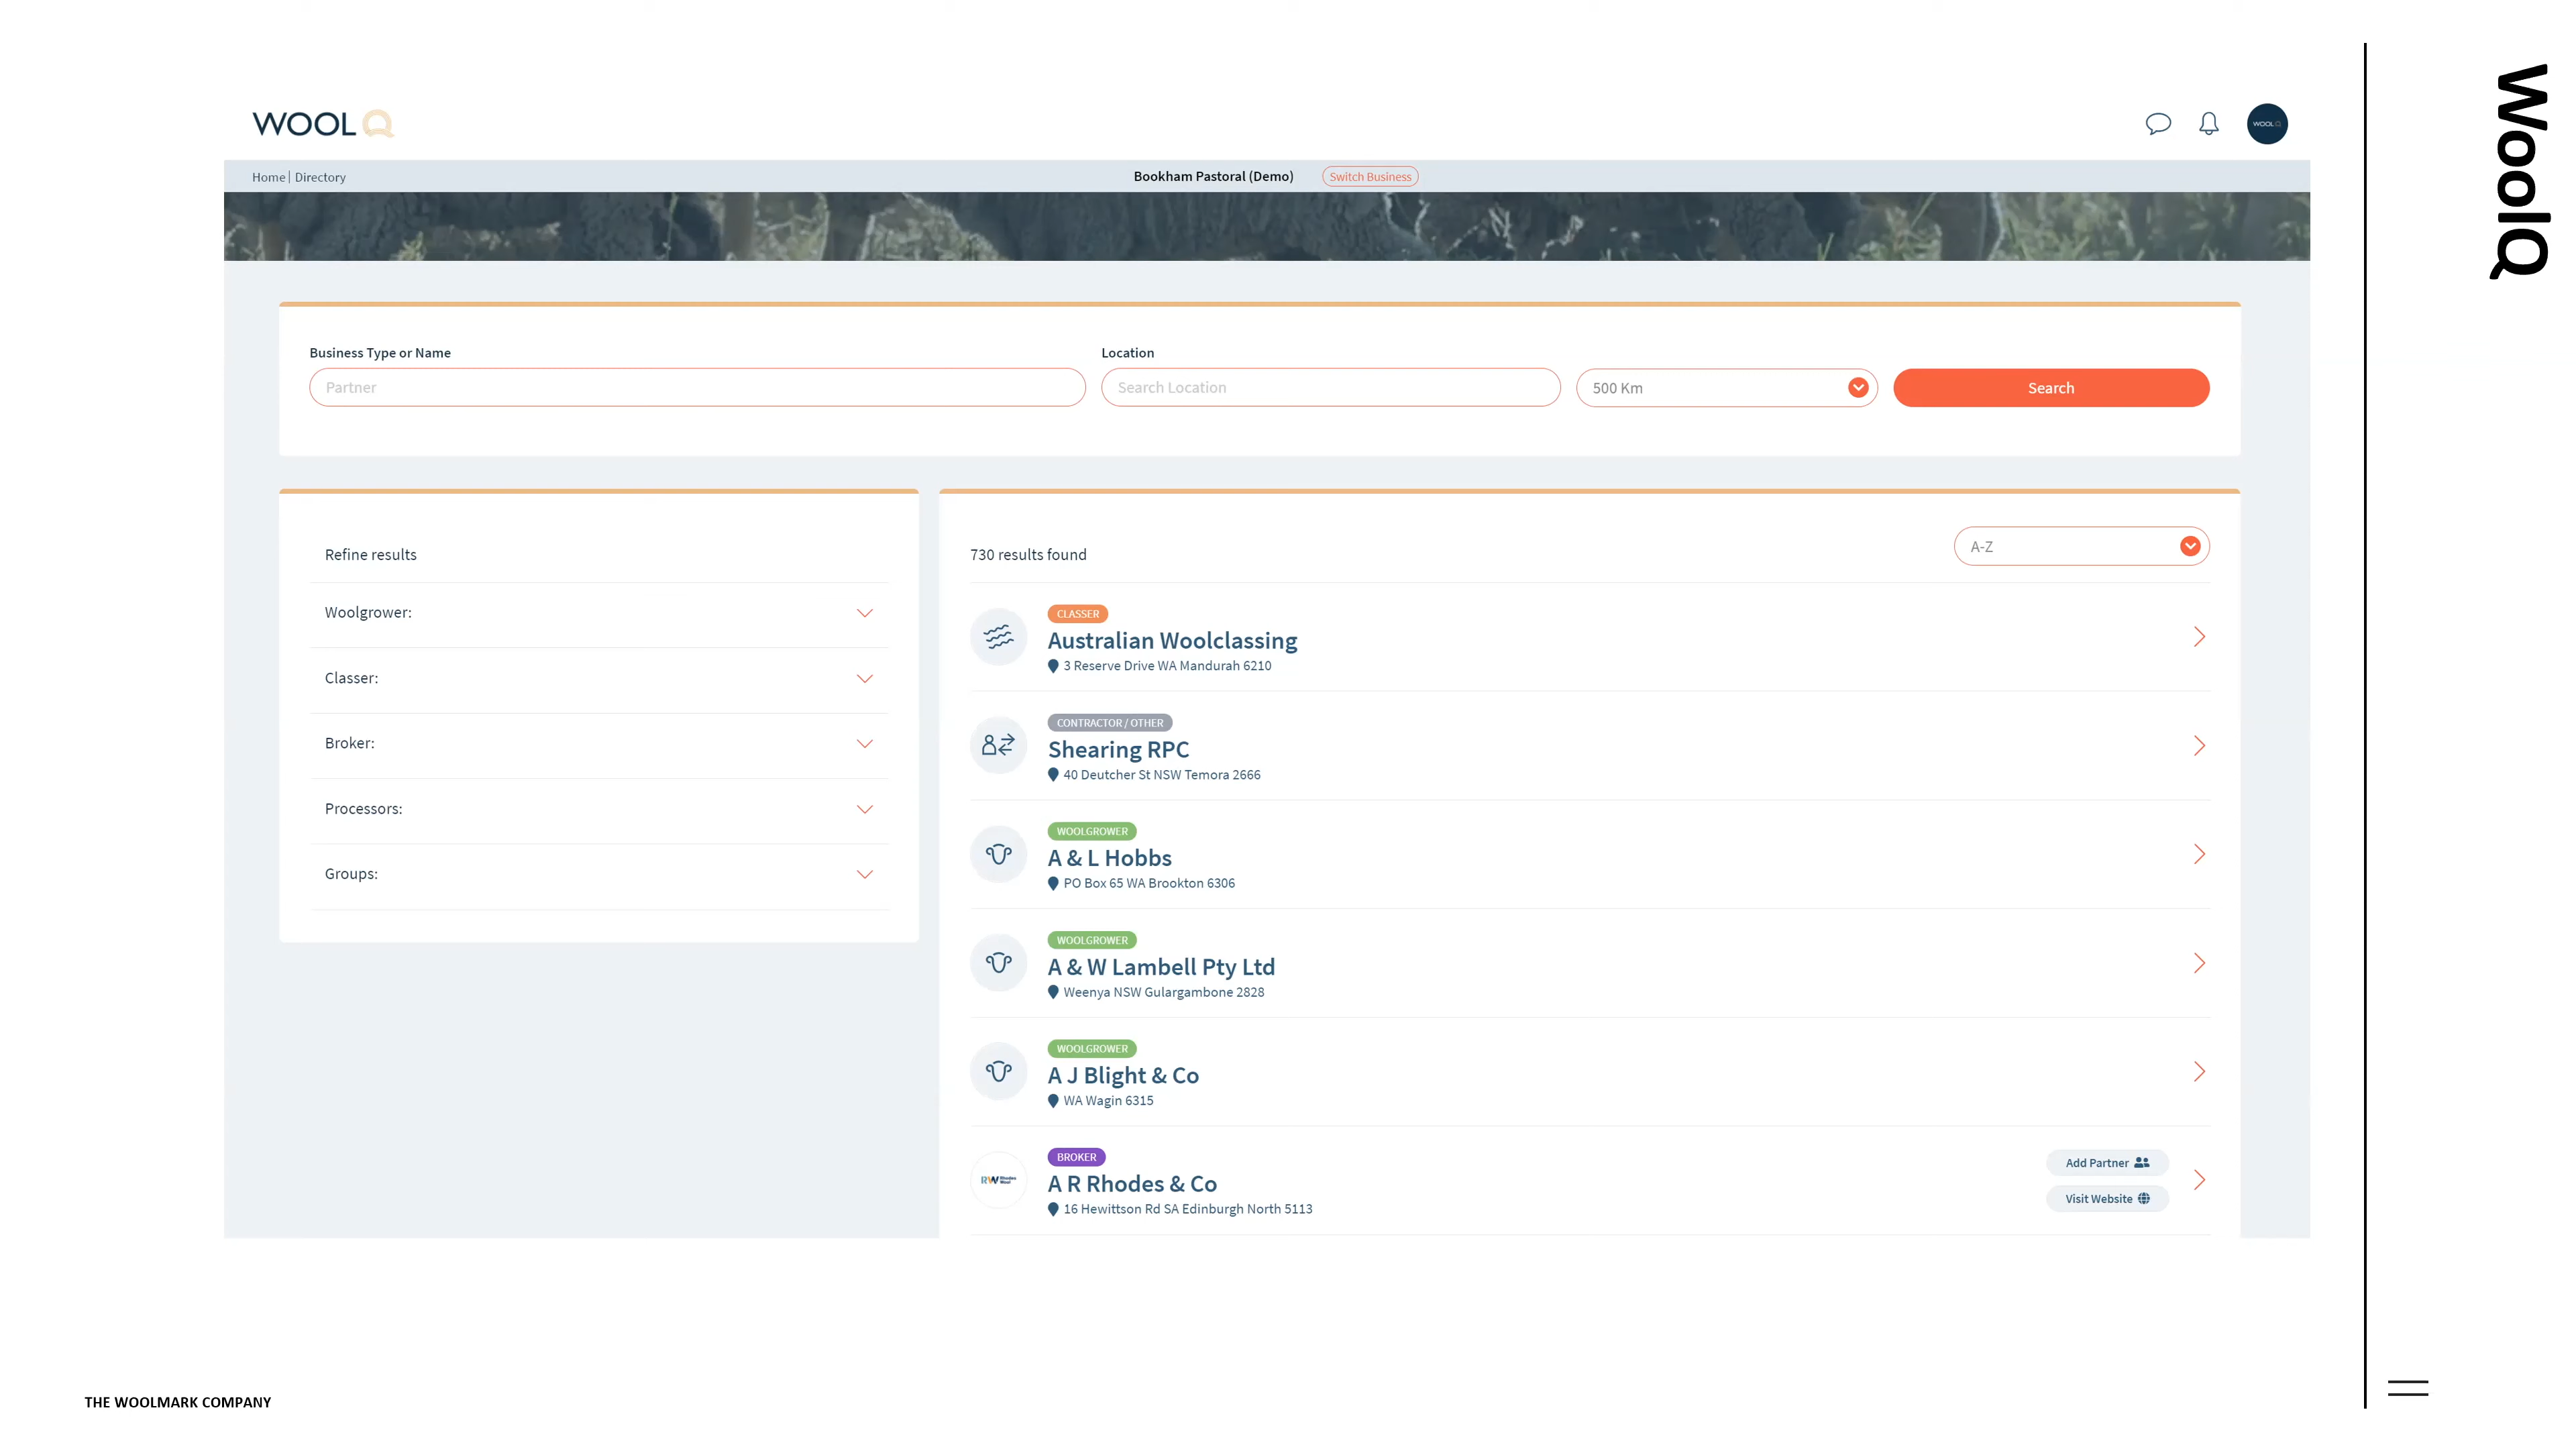 WoolQ
WOOL Q
WOOL Q
Home | Directory
Bookham Pastoral (Demo)
Switch Business
Business Type or Name
Location
Partner
Search Location
500 Km
Search
Refine results
Woolgrower:
Classer:
Broker:
Processors:
Groups:
730 results found
A-Z
CLASSER
Australian Woolclassing
3 Reserve Drive WA Mandurah 6210
CONTRACTOR / OTHER
Shearing RPC
40 Deutcher St NSW Temora 2666
WOOLGROWER
A & L Hobbs
PO Box 65 WA Brookton 6306
WOOLGROWER
A & W Lambell Pty Ltd
Weenya NSW Gulargambone 2828
WOOLGROWER
A J Blight & Co
WA Wagin 6315
RW Rhodes Wool
BROKER
A R Rhodes & Co
16 Hewittson Rd SA Edinburgh North 5113
Add Partner
Visit Website
THE WOOLMARK COMPANY